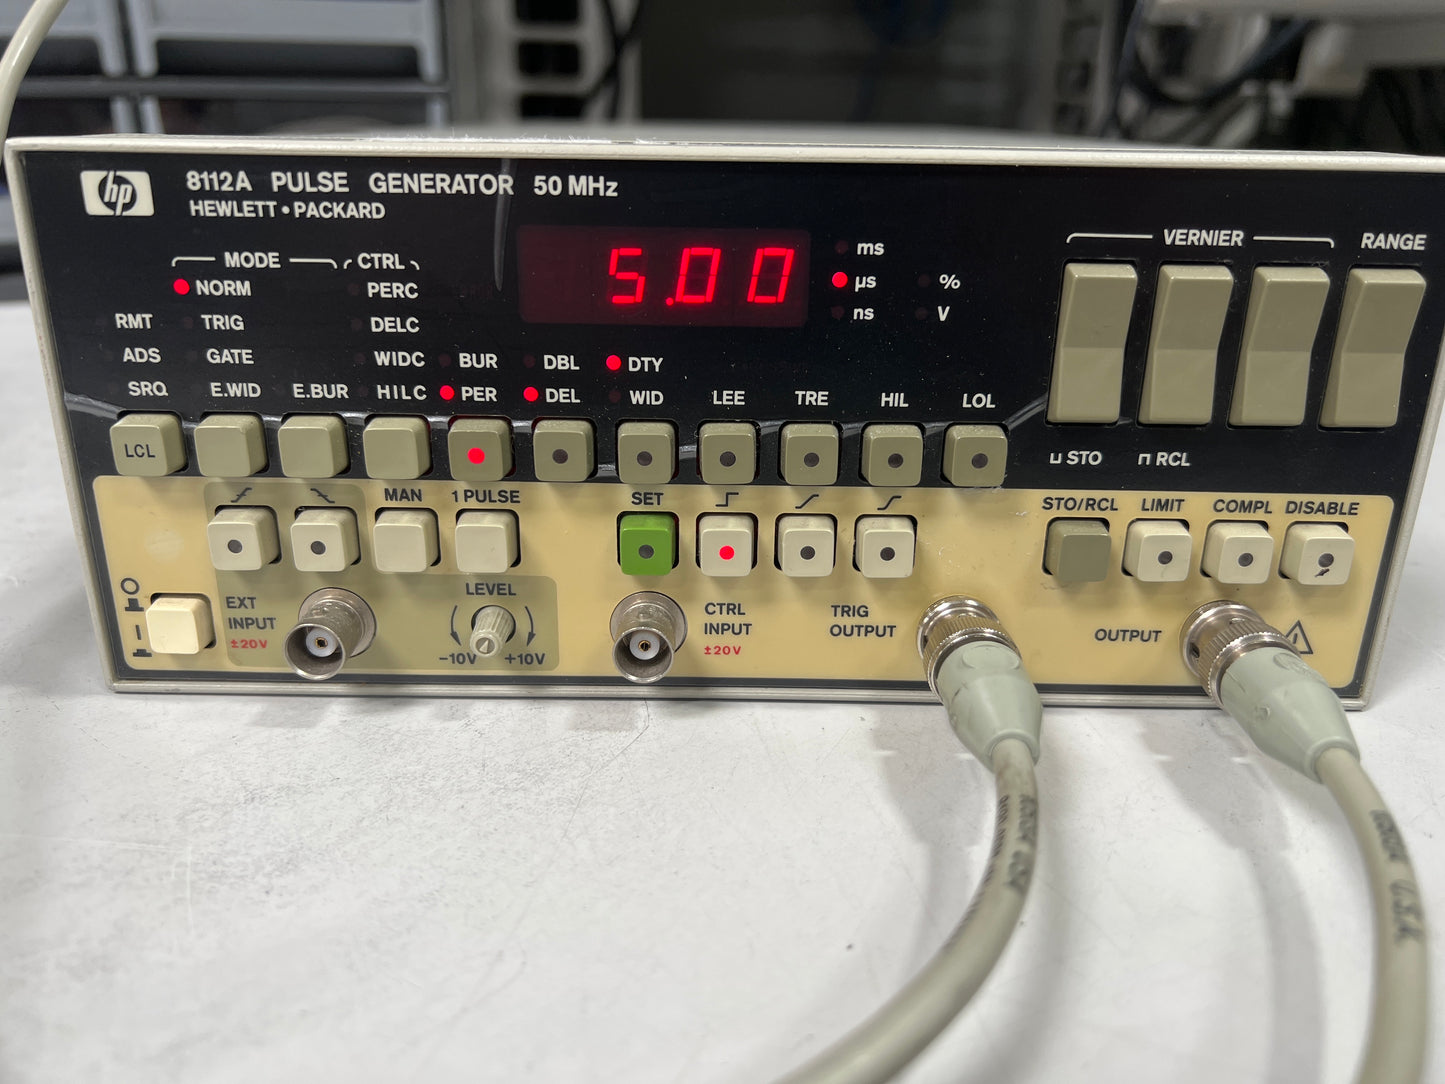 hp
8112A PULSE GENERATOR 50 MHz
HEWLETT • PACKARD
5.00
ms
µs
ns
%
V
VERNIER
RANGE
MODE
CTRL
NORM
PERC
RMT
TRIG
DELC
ADS
GATE
WIDC
BUR
DBL
DTY
SRQ
E.WID
E.BUR
HILC
PER
DEL
WID
LEE
TRE
HIL
LOL
LCL
STO
RCL
MAN
1 PULSE
SET
STO/RCL
LIMIT
COMPL
DISABLE
EXT
INPUT
±20V
LEVEL
-10V
+10V
CTRL
INPUT
±20V
TRIG
OUTPUT
OUTPUT
U.S.A.